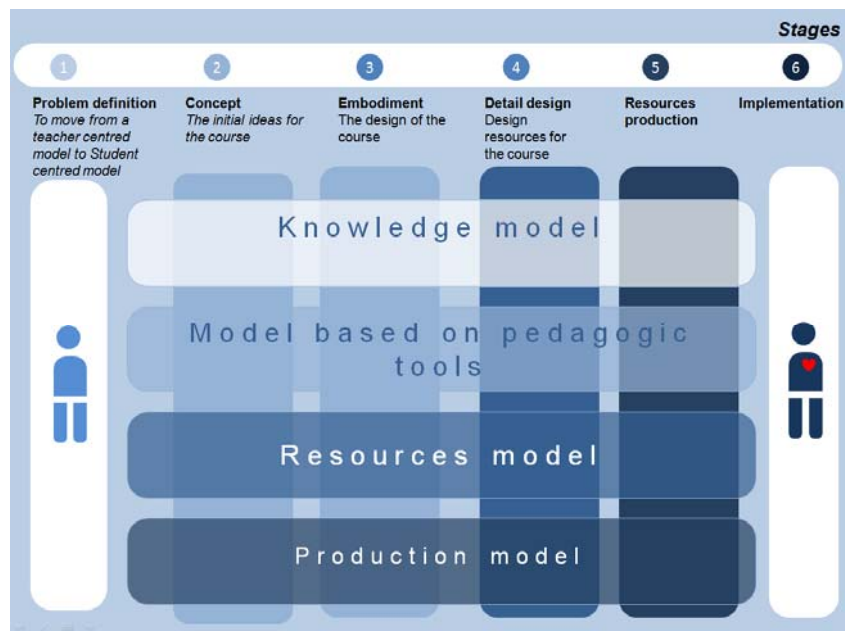 Stages
1 2 3 4 5 6
Problem definition
To move from a
teacher centred
model to Student
centred model
Concept
The initial ideas for
the course
Embodiment
The design of the
course
Detail design
Design
resources for
the course
Resources
production
Implementation
Knowledge model
Model based on pedagogic
tools
Resources model
Production model